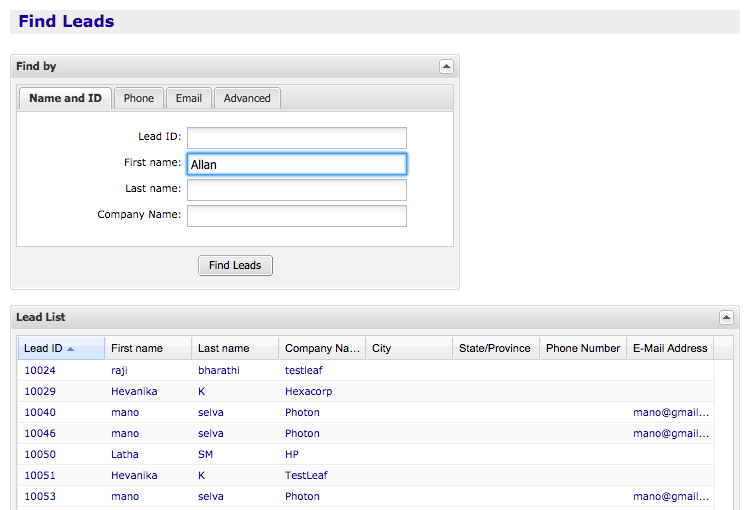 Find Leads
Find by
Name and ID Phone Email Advanced
Lead ID:
First name: Allan
Last name:
Company Name:
Find Leads
Lead List
Lead ID First name Last name Company Na... City State/Province Phone Number E-Mail Address
10024 raji bharathi testleaf
10029 Hevanika K Hexacorp
10040 mano selva Photon mano@gmail...
10046 mano selva Photon mano@gmail...
10050 Latha SM HP
10051 Hevanika K TestLeaf
10053 mano selva Photon mano@gmail...